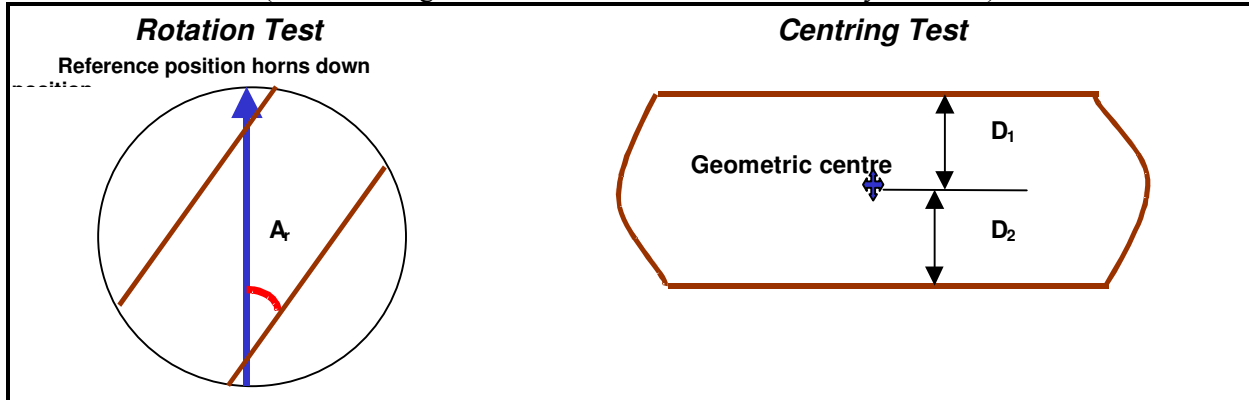 Rotation Test
Reference position horns down
Aᵣ
Centring Test
D₁
Geometric centre
D₂